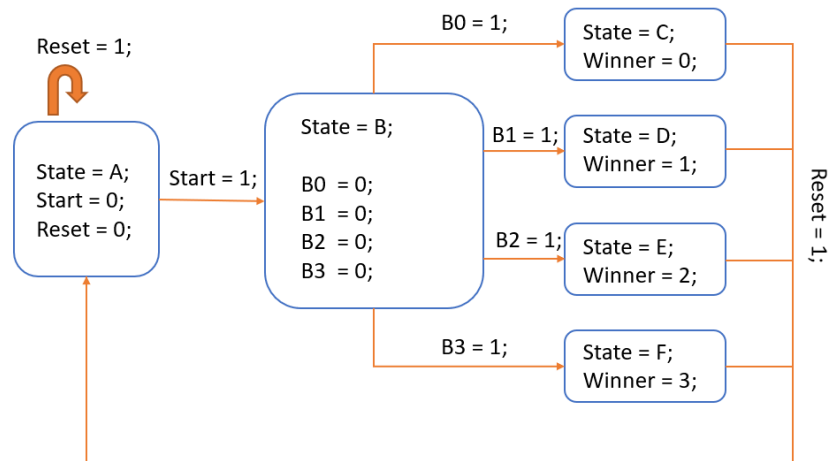 Reset = 1;
State = A;
Start = 0;
Reset = 0;
Start = 1;
State = B;
B0 = 0;
B1 = 0;
B2 = 0;
B3 = 0;
B0 = 1;
B1 = 1;
B2 = 1;
B3 = 1;
State = C;
Winner = 0;
State = D;
Winner = 1;
State = E;
Winner = 2;
State = F;
Winner = 3;
Reset = 1;